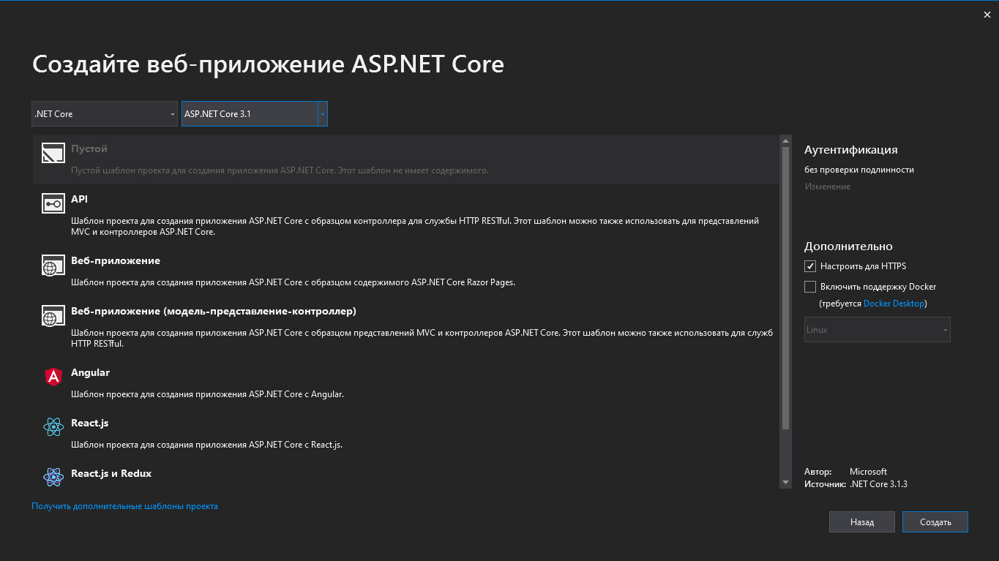 Создайте веб-приложение ASP.NET Core
.NET Core
ASP.NET Core 3.1
Пустой
Пустой шаблон проекта для создания приложения ASP.NET Core. Этот шаблон не имеет содержимого.
API
Шаблон проекта для создания приложения ASP.NET Core с образцом контроллера для службы HTTP RESTful. Этот шаблон можно также использовать для представлений
MVC и контроллеров ASP.NET Core.
Веб-приложение
Шаблон проекта для создания приложения ASP.NET Core с образцом содержимого ASP.NET Core Razor Pages.
Веб-приложение (модель-представление-контроллер)
Шаблон проекта для создания приложения ASP.NET Core с образцом представлений MVC и контроллеров ASP.NET Core. Этот шаблон можно также использовать для служб
HTTP RESTful.
Angular
Шаблон проекта для создания приложения ASP.NET Core с Angular.
React.js
Шаблон проекта для создания приложения ASP.NET Core с React.js.
React.js и Redux
Получить дополнительные шаблоны проекта
Аутентификация
без проверки подлинности
Изменение
Дополнительно
Настроить для HTTPS
Включить поддержку Docker
(требуется Docker Desktop)
Linux
Автор: Microsoft
Источник: .NET Core 3.1.3
Назад
Создать